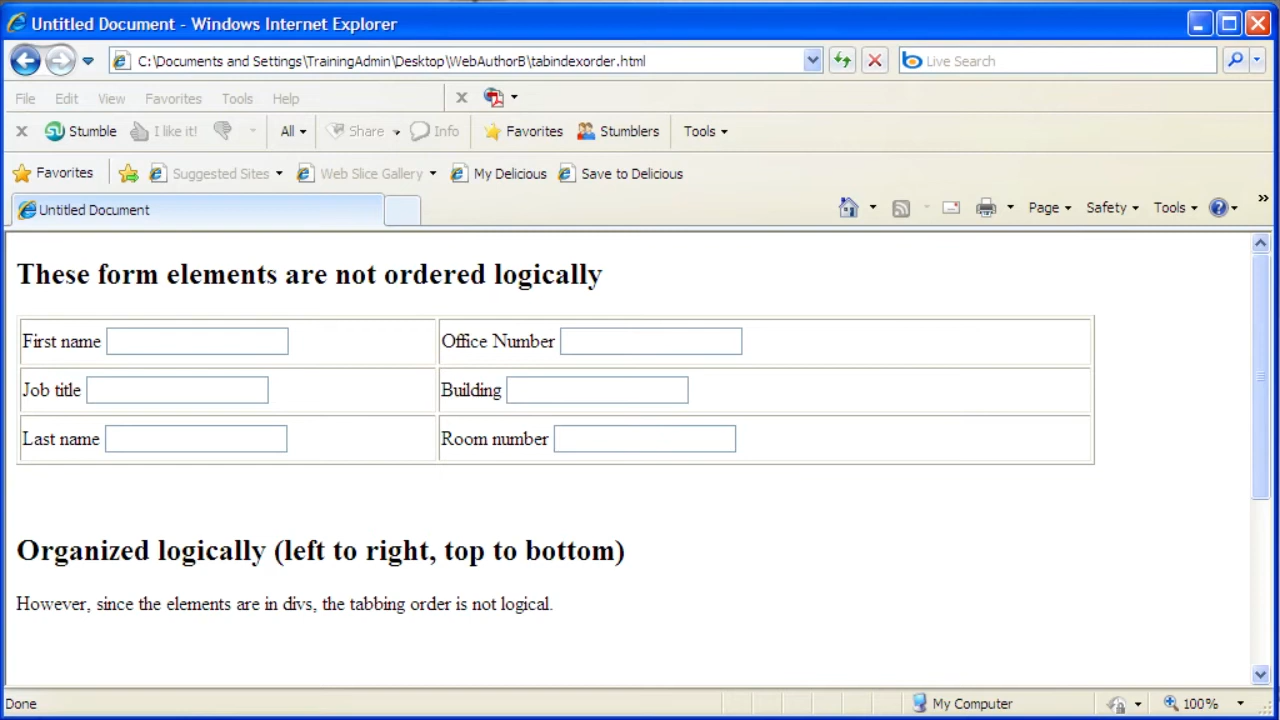 Untitled Document - Windows Internet Explorer
C:\Documents and Settings\TrainingAdmin\Desktop\WebAuthorB\tabindexorder.html
Live Search
File Edit View Favorites Tools Help
Stumble I like it! All Share Info Favorites Stumblers Tools
Favorites Suggested Sites Web Slice Gallery My Delicious Save to Delicious
Untitled Document Page Safety Tools
These form elements are not ordered logically
First name Office Number
Job title Building
Last name Room number
Organized logically (left to right, top to bottom)
However, since the elements are in divs, the tabbing order is not logical.
Done My Computer 100%